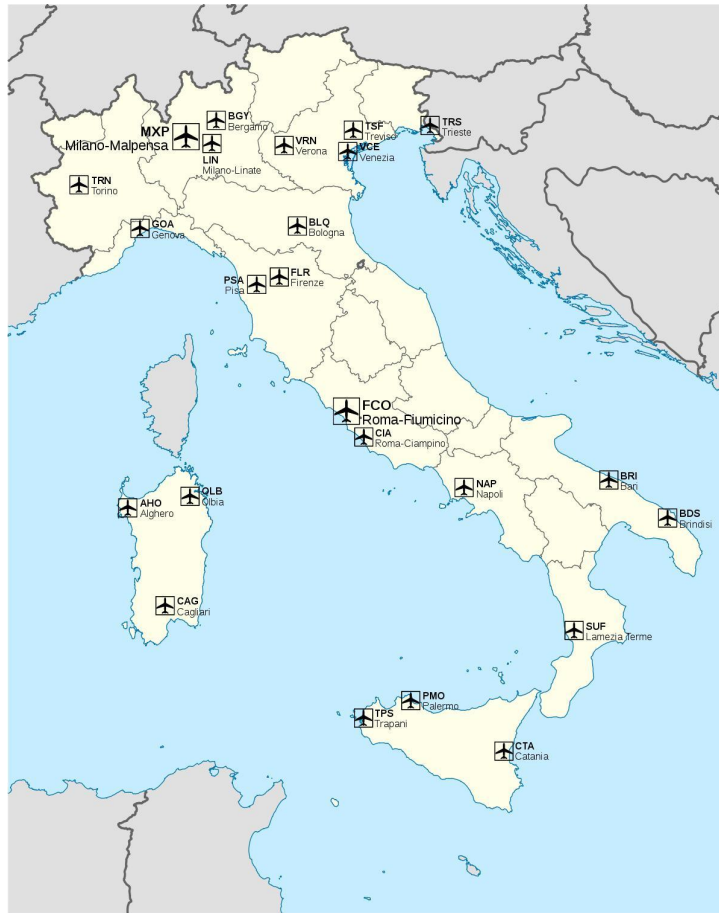 BGY
Bergamo
MXP
Milano-Malpensa
LIN
Milano-Linate
VRN
Verona
TSF
Treviso
VCE
Venezia
TRS
Trieste
TRN
Torino
GOA
Genova
BLQ
Bologna
FLR
Firenze
PSA
Pisa
FCO
Roma-Fiumicino
CIA
Roma-Ciampino
NAP
Napoli
BRI
Bari
BDS
Brindisi
OLB
Olbia
AHO
Alghero
CAG
Cagliari
SUF
Lamezia Terme
PMO
Palermo
TPS
Trapani
CTA
Catania